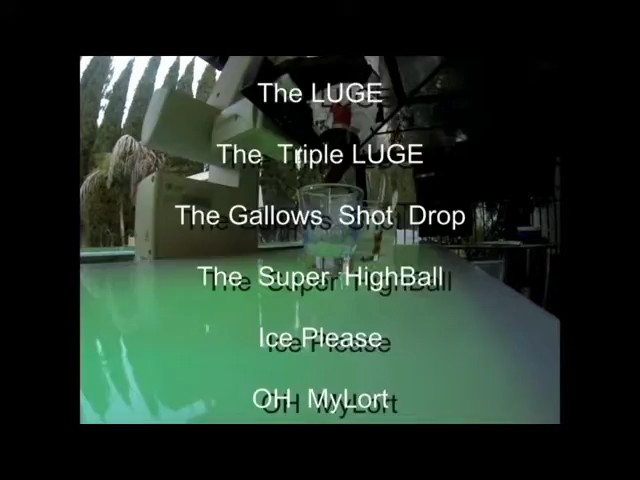 The LUGE
The Triple LUGE
The Gallows Shot Drop
The Super HighBall
Ice Please
OH MyLort